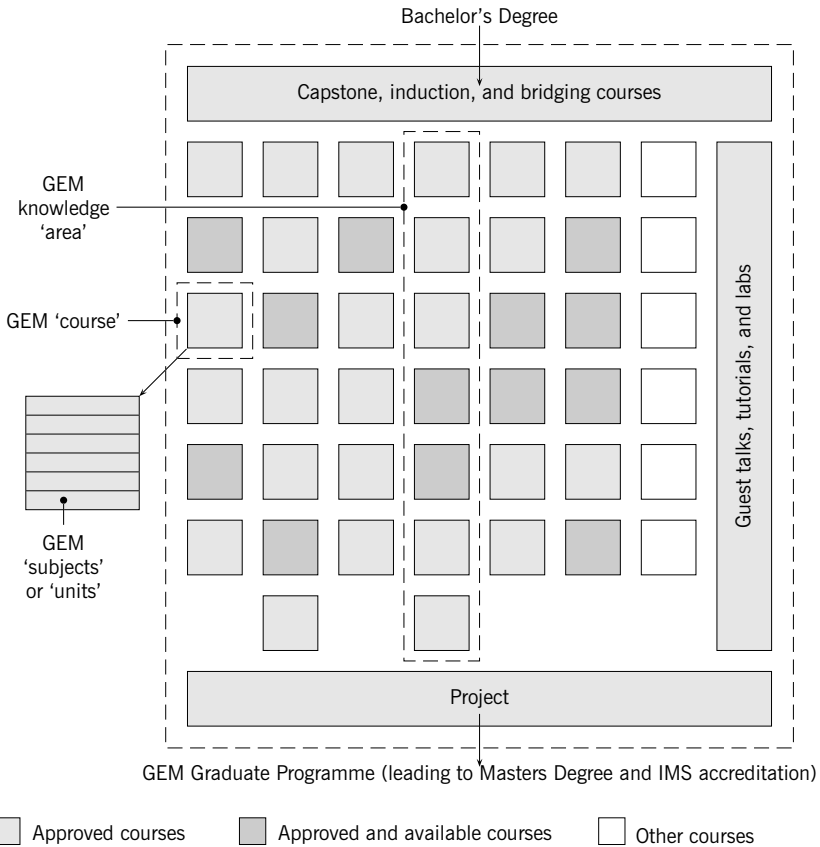 Bachelor's Degree
Capstone, induction, and bridging courses
GEM
knowledge
‘area’
GEM ‘course’
GEM
‘subjects’
or ‘units’
Guest talks, tutorials, and labs
Project
GEM Graduate Programme (leading to Masters Degree and IMS accreditation)
Approved courses
Approved and available courses
Other courses